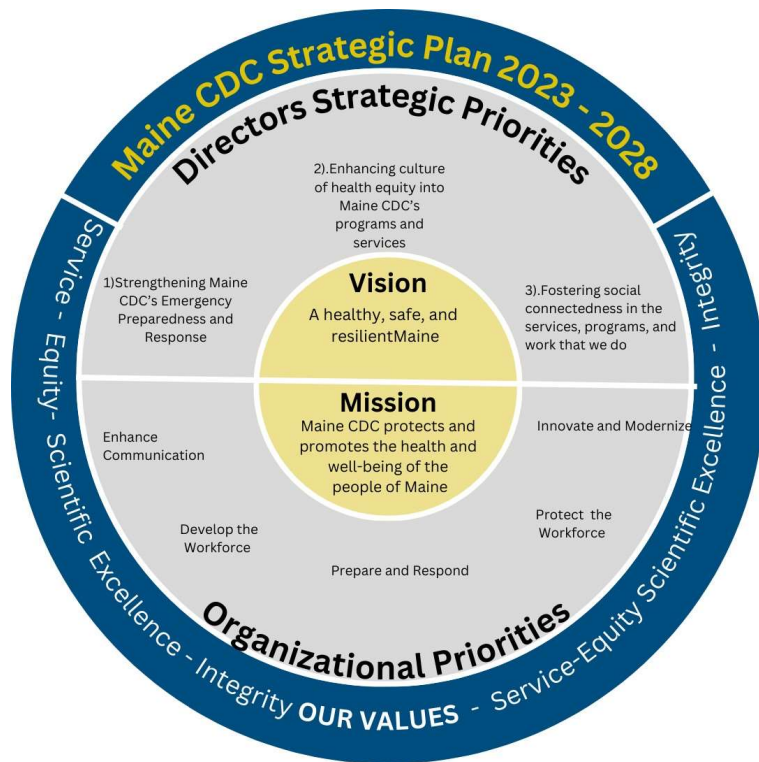 Maine CDC Strategic Plan 2023 - 2028
Directors Strategic Priorities
2).Enhancing culture
of health equity into
Maine CDC's
programs and
services
1)Strengthening Maine
CDC's Emergency
Preparedness and
Response
3).Fostering social
connectedness in the
services, programs, and
work that we do
Vision
A healthy, safe, and
resilientMaine
Mission
Maine CDC protects and
promotes the health and
well-being of the
people of Maine
Enhance
Communication
Develop the
Workforce
Prepare and Respond
Protect the
Workforce
Innovate and Modernize
Organizational Priorities
Service - Equity- Scientific Excellence - Integrity OUR VALUES - Service-Equity Scientific Excellence - Integrity